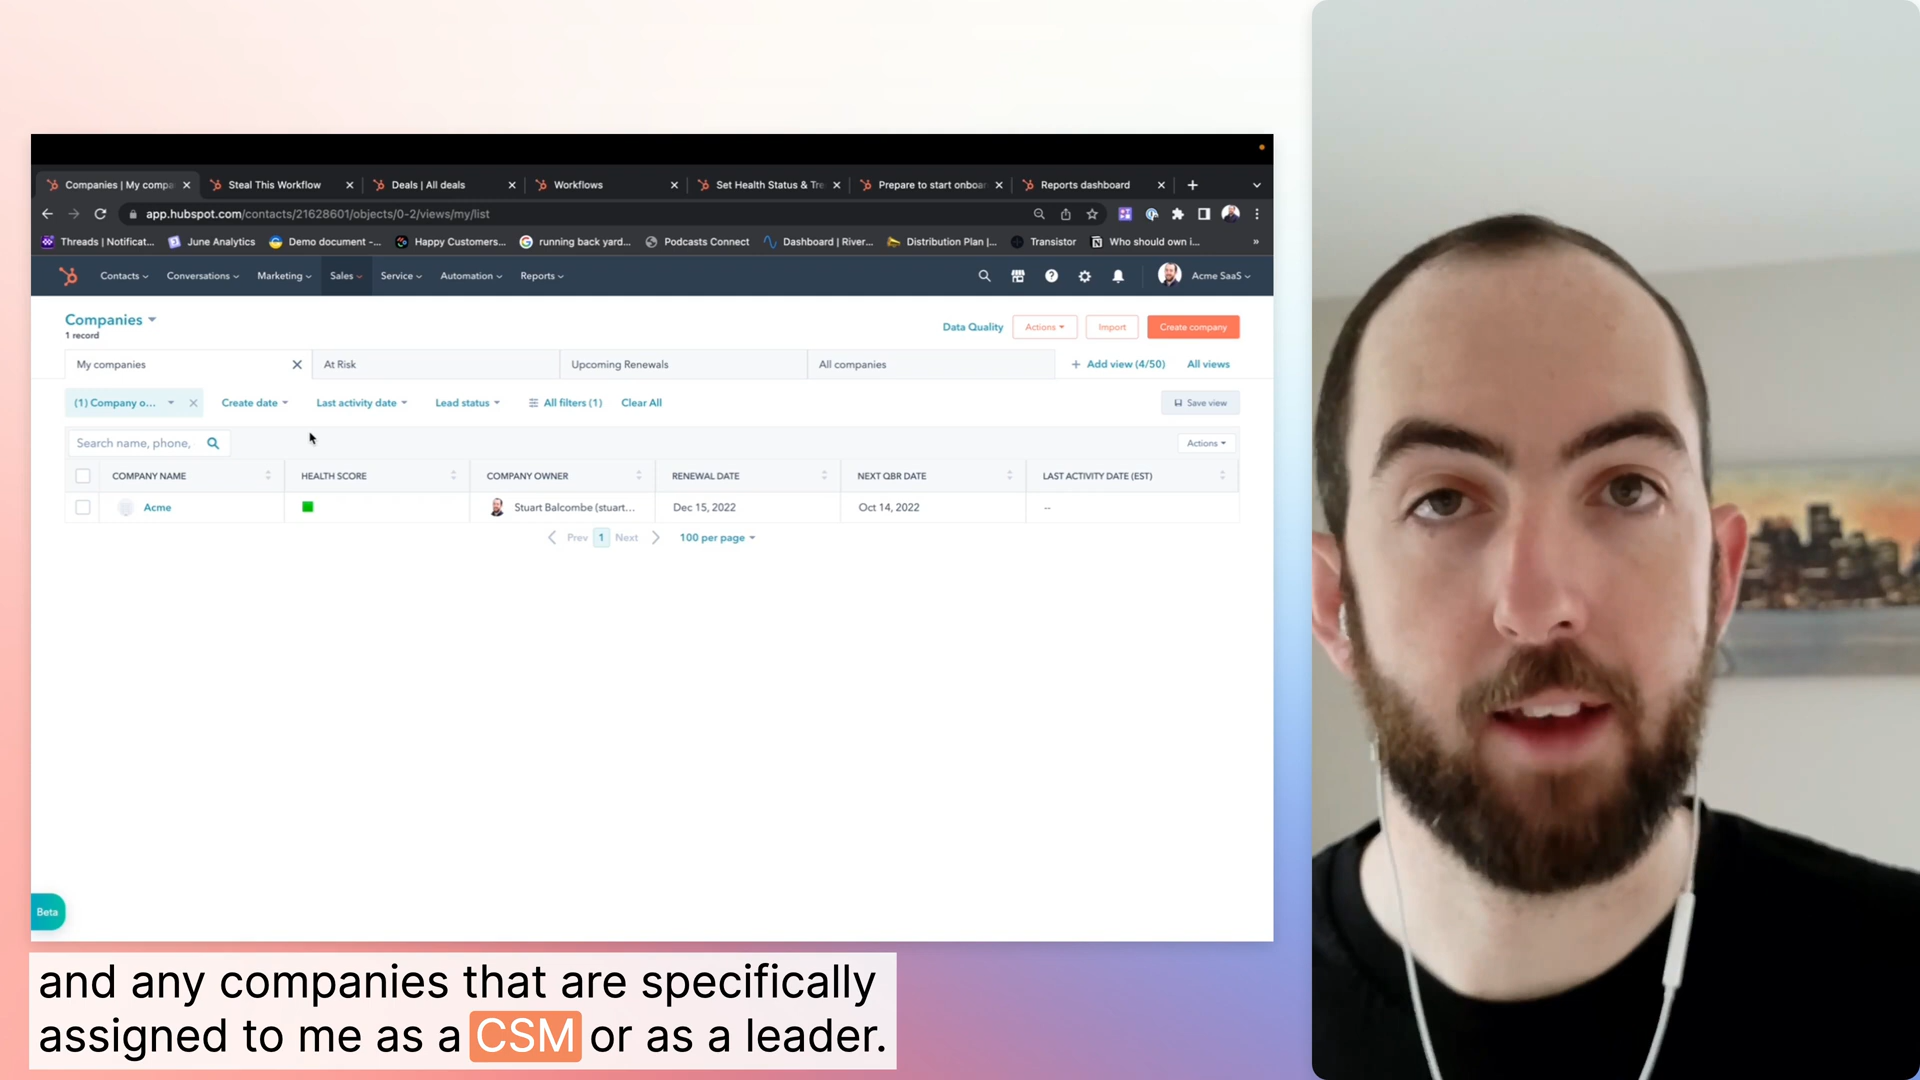 Companies | My compa
Steal This Workflow
Deals | All deals
Workflows
Set Health Status & Tre
Prepare to start onboar
Reports dashboard
app.hubspot.com/contacts/21628601/objects/0-2/views/my/list
Threads | Notificat...
June Analytics
Demo document -...
Happy Customers...
running back yard...
Podcasts Connect
Dashboard | River...
Distribution Plan |...
Transistor
Who should own i...
»
Contacts
Conversations
Marketing
Sales
Service
Automation
Reports
Acme SaaS
Companies
1 record
Data Quality
Actions
Import
Create company
My companies
At Risk
Upcoming Renewals
All companies
+ Add view (4/50)
All views
(1) Company o...
Create date
Last activity date
Lead status
All filters (1)
Clear All
Save view
Search name, phone,
Actions
COMPANY NAME
HEALTH SCORE
COMPANY OWNER
RENEWAL DATE
NEXT QBR DATE
LAST ACTIVITY DATE (EST)
Acme
Stuart Balcombe (stuart...
Dec 15, 2022
Oct 14, 2022
--
Prev 1 Next
100 per page
Beta
and any companies that are specifically
assigned to me as a CSM or as a leader.